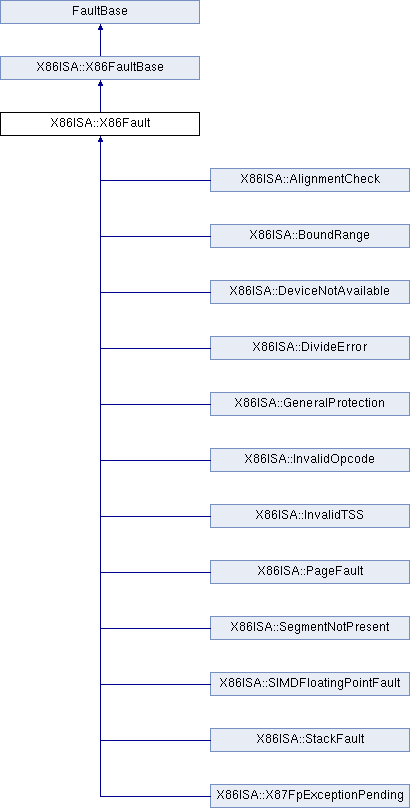 FaultBase
X86ISA::X86FaultBase
X86ISA::X86Fault
X86ISA::AlignmentCheck
X86ISA::BoundRange
X86ISA::DeviceNotAvailable
X86ISA::DivideError
X86ISA::GeneralProtection
X86ISA::InvalidOpcode
X86ISA::InvalidTSS
X86ISA::PageFault
X86ISA::SegmentNotPresent
X86ISA::SIMDFloatingPointFault
X86ISA::StackFault
X86ISA::X87FpExceptionPending